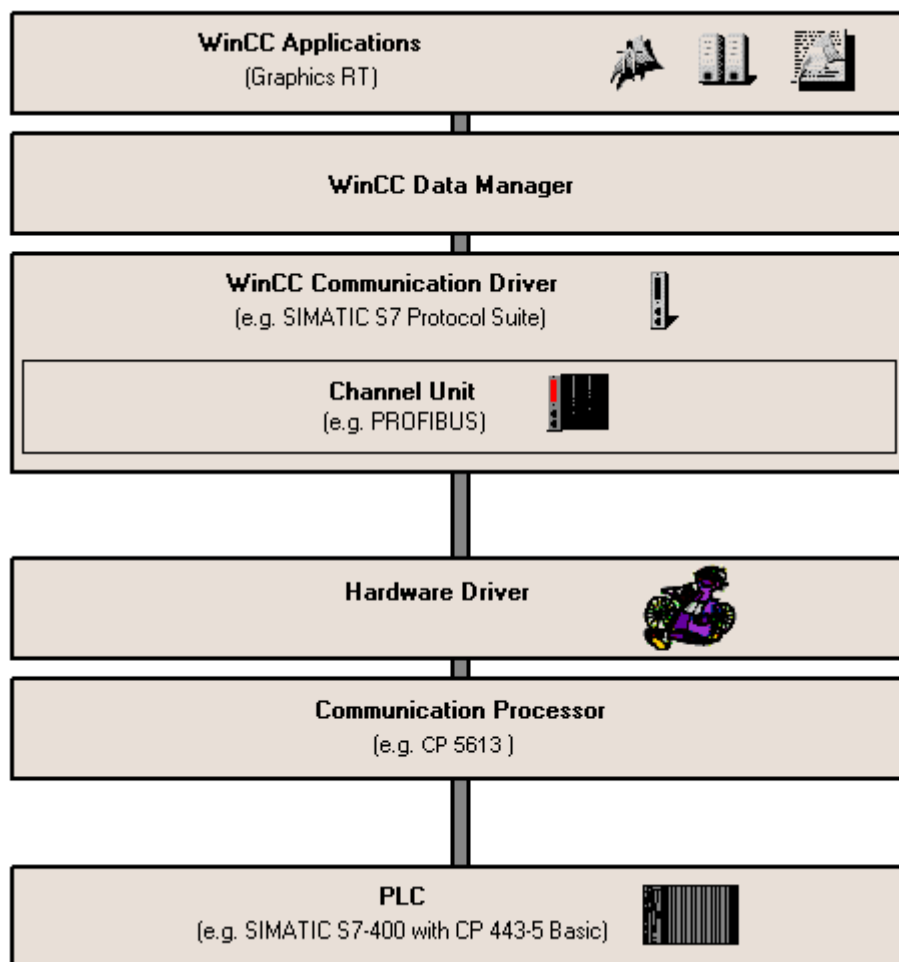 WinCC Applications
(Graphics RT)
WinCC Data Manager
WinCC Communication Driver
(e.g. SIMATIC S7 Protocol Suite)
Channel Unit
(e.g. PROFIBUS)
Hardware Driver
Communication Processor
(e.g. CP 5613 )
PLC
(e.g. SIMATIC S7-400 with CP 443-5 Basic)